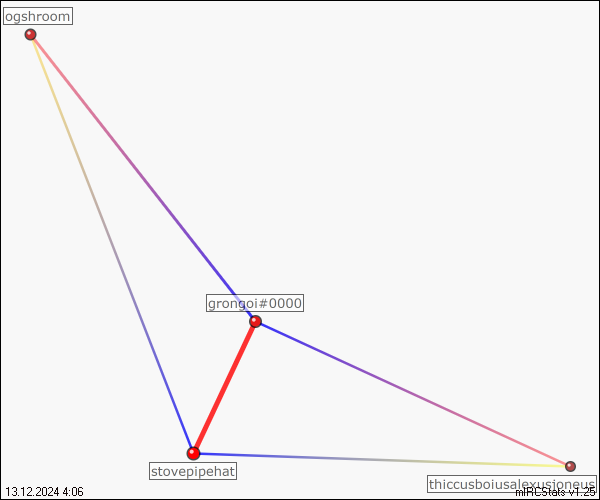 ogshroom
grongoi#0000
stovepipehat
thiccusboiusalexusioneus
13.12.2024 4:06
mIRCStats v1.25